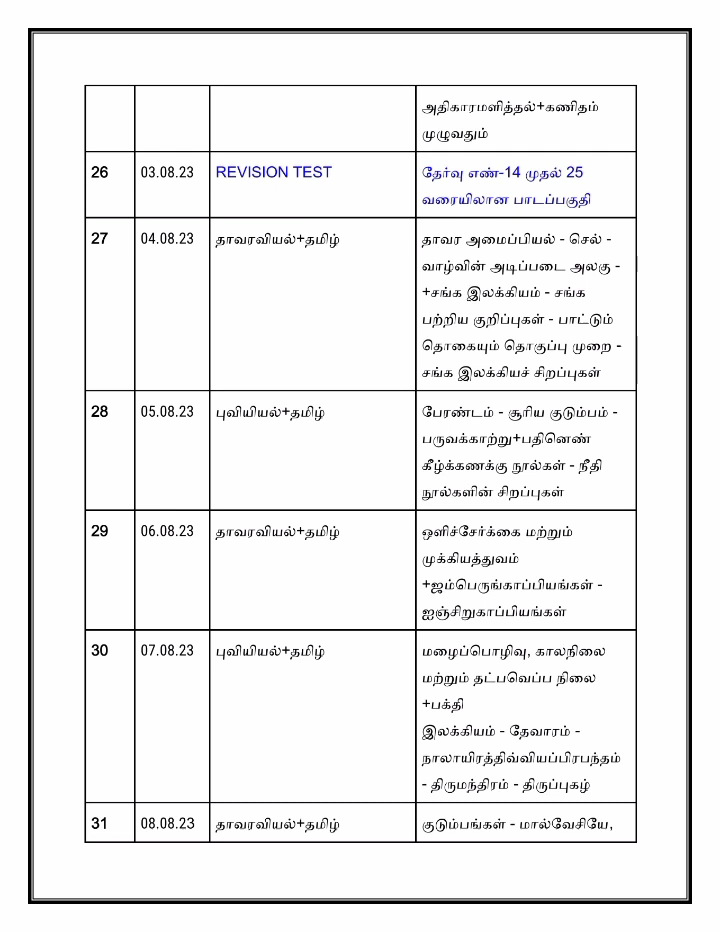 அதிகாரமளித்தல்+கணிதம்
முழுவதும்
26 03.08.23 REVISION TEST தேர்வு எண்-14 முதல் 25
வரையிலான பாடப்பகுதி
27 04.08.23 தாவரவியல்+தமிழ் தாவர அமைப்பியல் - செல் -
வாழ்வின் அடிப்படை அலகு -
+சங்க இலக்கியம் - சங்க
பற்றிய குறிப்புகள் - பாட்டும்
தொகையும் தொகுப்பு முறை -
சங்க இலக்கியச் சிறப்புகள்
28 05.08.23 புவியியல்+தமிழ் பேரண்டம் - சூரிய குடும்பம் -
பருவக்காற்று+பதினெண்
கீழ்க்கணக்கு நூல்கள் - நீதி
நூல்களின் சிறப்புகள்
29 06.08.23 தாவரவியல்+தமிழ் ஒளிச்சேர்க்கை மற்றும்
முக்கியத்துவம்
+ஐம்பெருங்காப்பியங்கள் -
ஐஞ்சிறுகாப்பியங்கள்
30 07.08.23 புவியியல்+தமிழ் மழைப்பொழிவு, காலநிலை
மற்றும் தட்பவெப்ப நிலை
+பக்தி
இலக்கியம் - தேவாரம் -
நாலாயிரத்திவ்வியப்பிரபந்தம்
- திருமந்திரம் - திருப்புகழ்
31 08.08.23 தாவரவியல்+தமிழ் குடும்பங்கள் - மால்வேசியே,